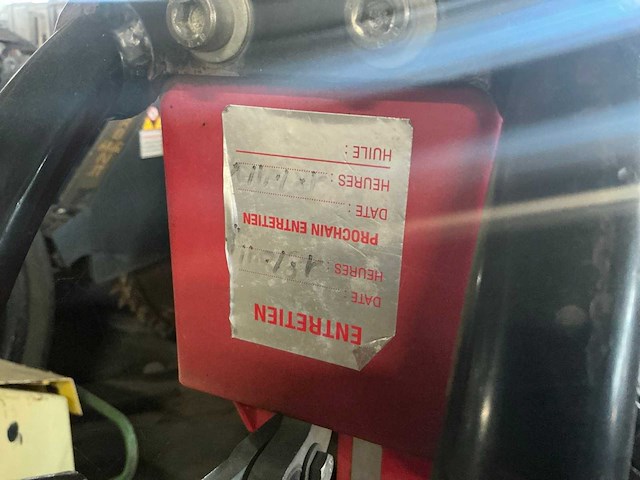 ENTRETIEN
DATE :
HEURES :
PROCHAIN ENTRETIEN
DATE :
HEURES :
HUILE :